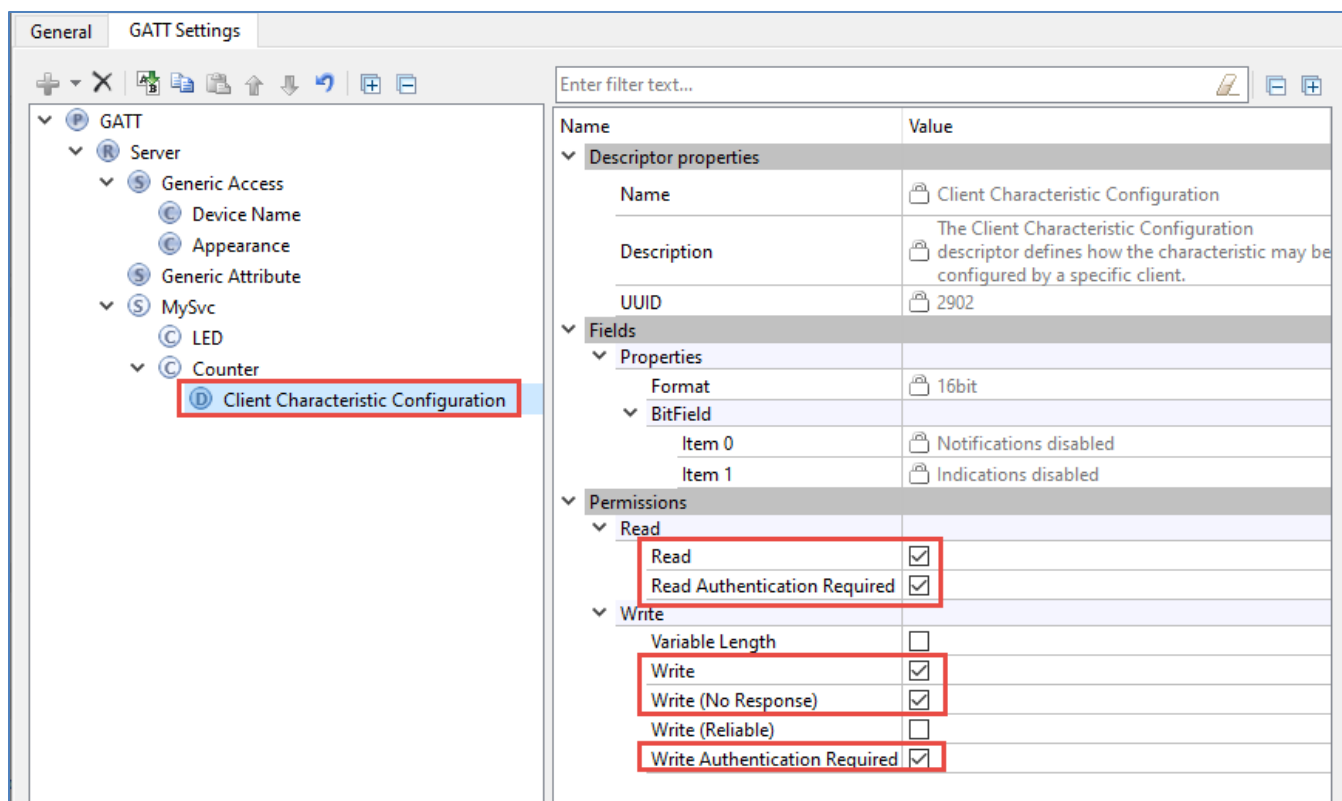 General
GATT Settings
Enter filter text...
P GATT
R Server
S Generic Access
C Device Name
C Appearance
S Generic Attribute
S MySvc
C LED
C Counter
D Client Characteristic Configuration
Name Value
Descriptor properties
Name Client Characteristic Configuration
The Client Characteristic Configuration
Description descriptor defines how the characteristic may be
configured by a specific client.
UUID 2902
Fields
Properties
Format 16bit
BitField
Item 0 Notifications disabled
Item 1 Indications disabled
Permissions
Read
Read
Read Authentication Required
Write
Variable Length
Write
Write (No Response)
Write (Reliable)
Write Authentication Required